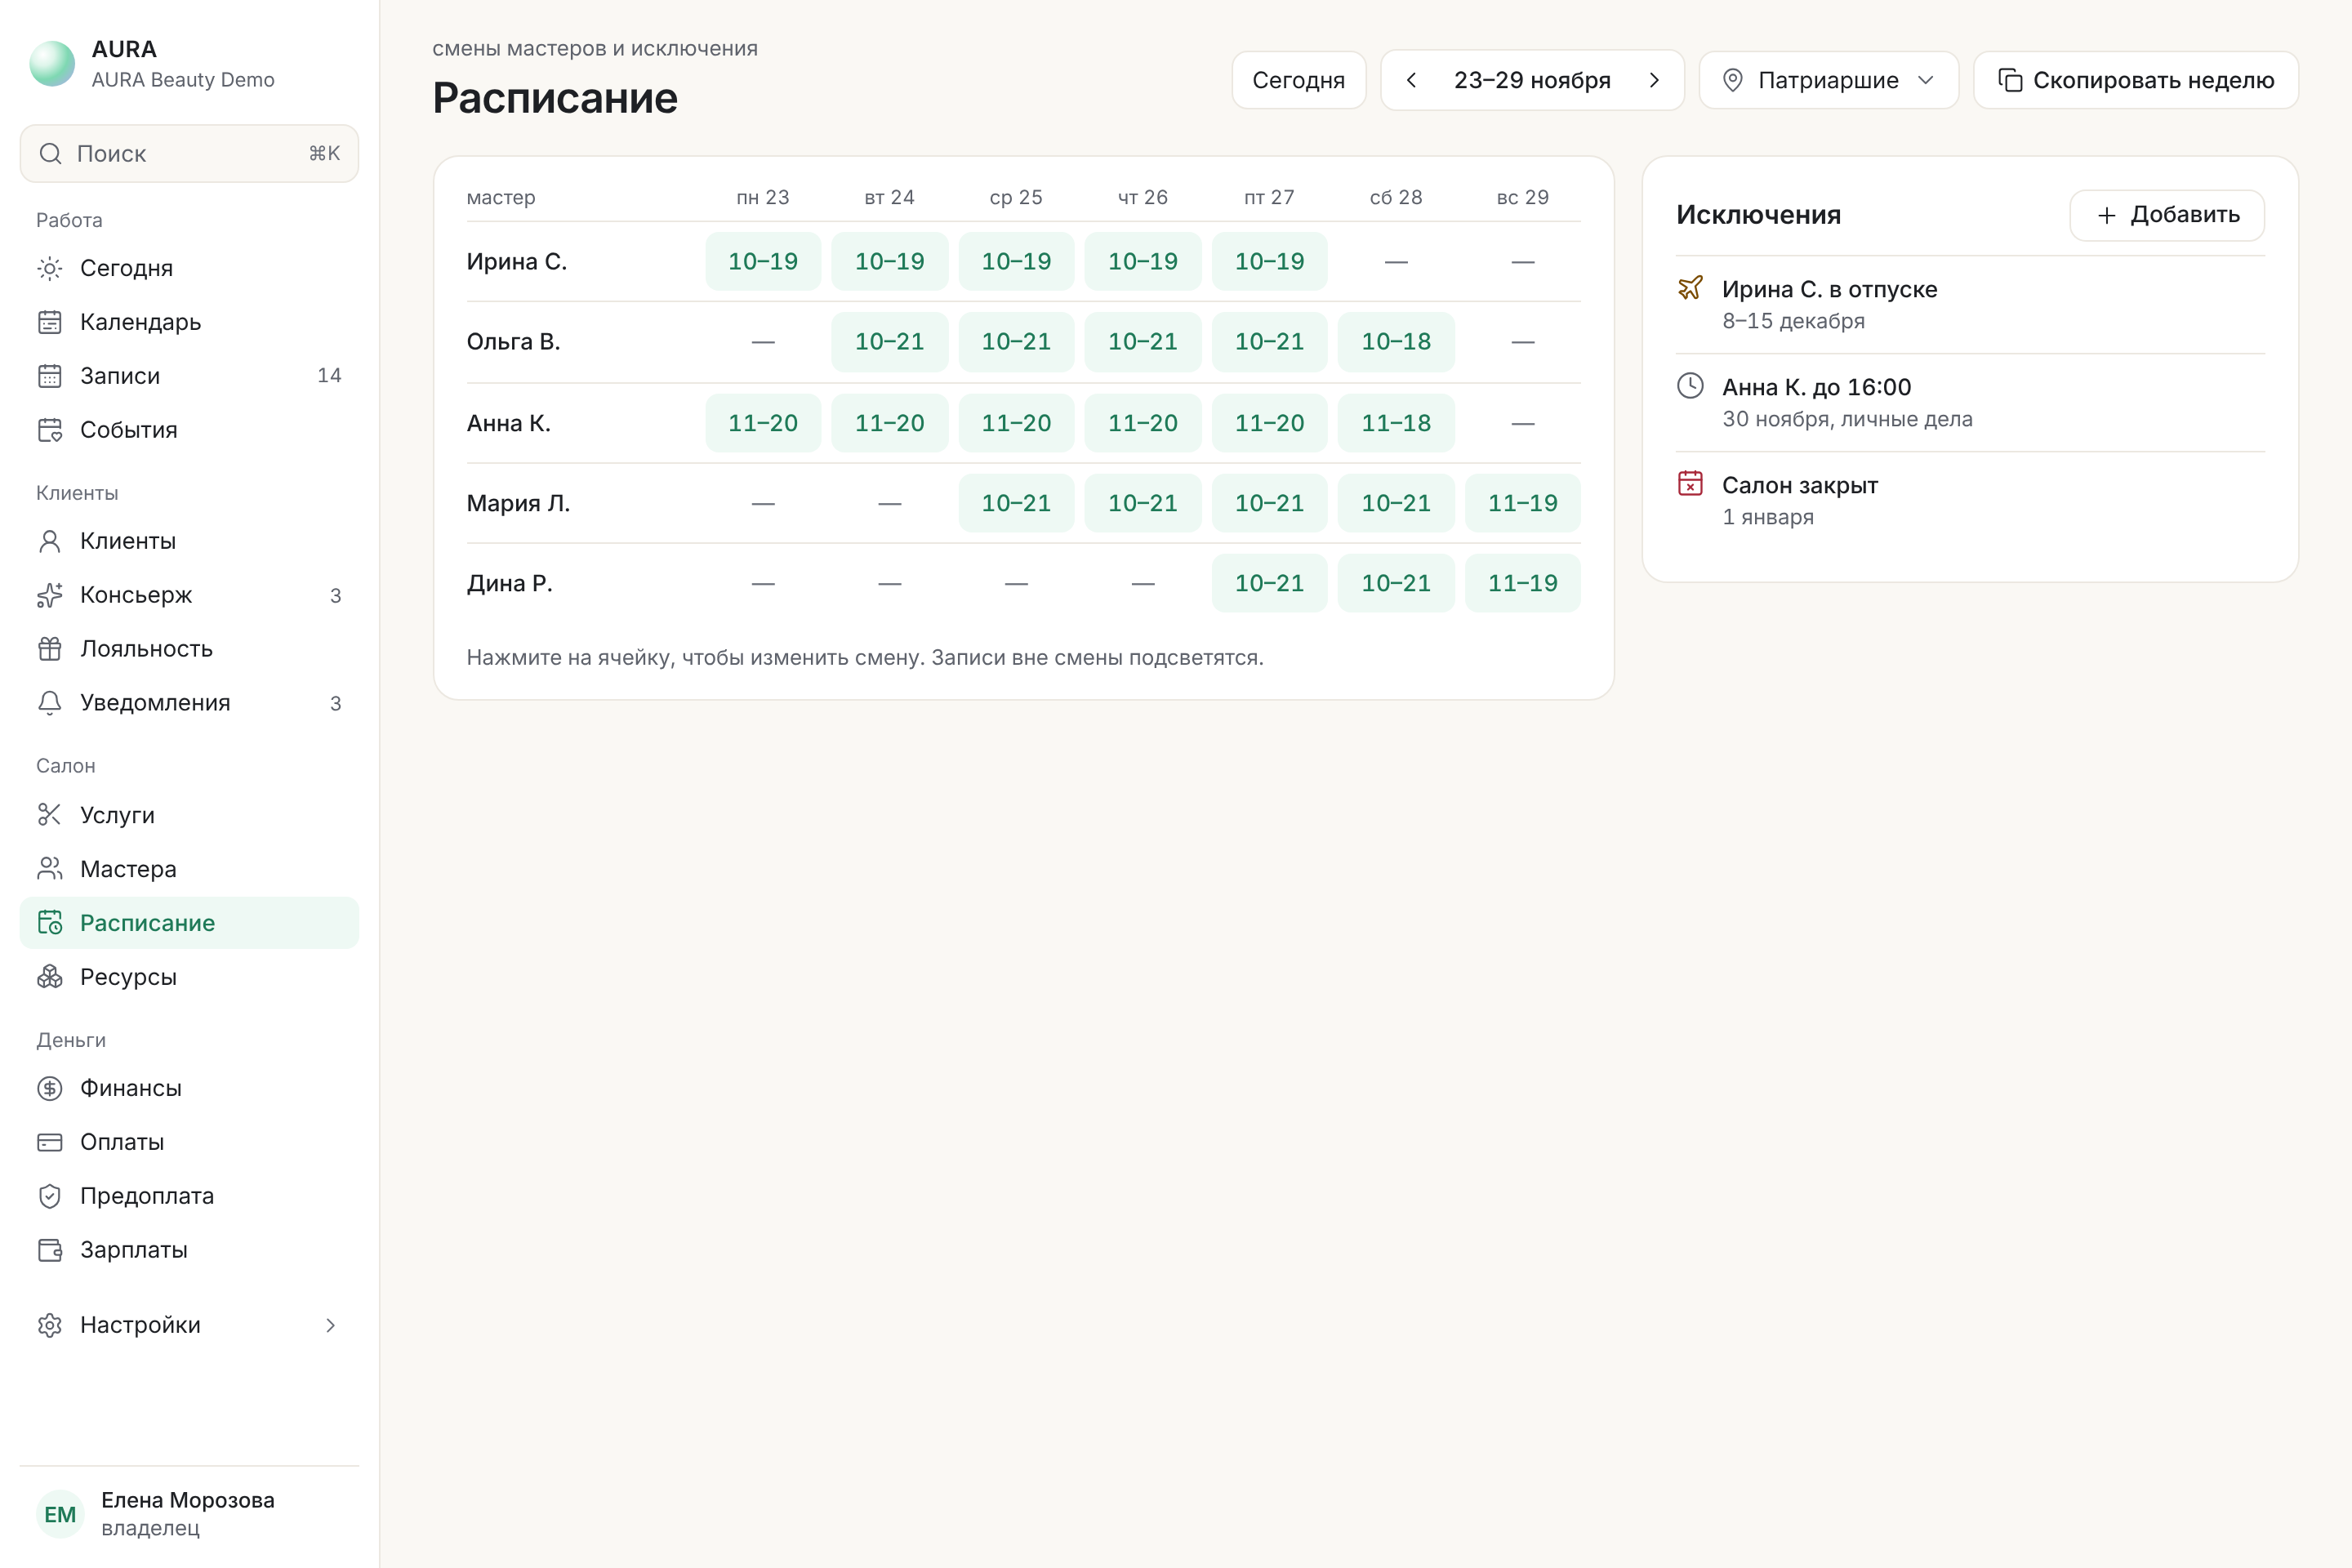 AURA
AURA Beauty Demo
Поиск ⌘K
Работа
Сегодня
Календарь
Записи 14
События
Клиенты
Клиенты
Консьерж 3
Лояльность
Уведомления 3
Салон
Услуги
Мастера
Расписание
Ресурсы
Деньги
Финансы
Оплаты
Предоплата
Зарплаты
Настройки
EM
Елена Морозова
владелец
смены мастеров и исключения
Расписание
Сегодня
23–29 ноября
Патриаршие
Скопировать неделю
мастер пн 23 вт 24 ср 25 чт 26 пт 27 сб 28 вс 29
Ирина С. 10–19 10–19 10–19 10–19 10–19 — —
Ольга В. — 10–21 10–21 10–21 10–21 10–18 —
Анна К. 11–20 11–20 11–20 11–20 11–20 11–18 —
Мария Л. — — 10–21 10–21 10–21 10–21 11–19
Дина Р. — — — — 10–21 10–21 11–19
Нажмите на ячейку, чтобы изменить смену. Записи вне смены подсветятся.
Исключения
Добавить
Ирина С. в отпуске
8–15 декабря
Анна К. до 16:00
30 ноября, личные дела
Салон закрыт
1 января